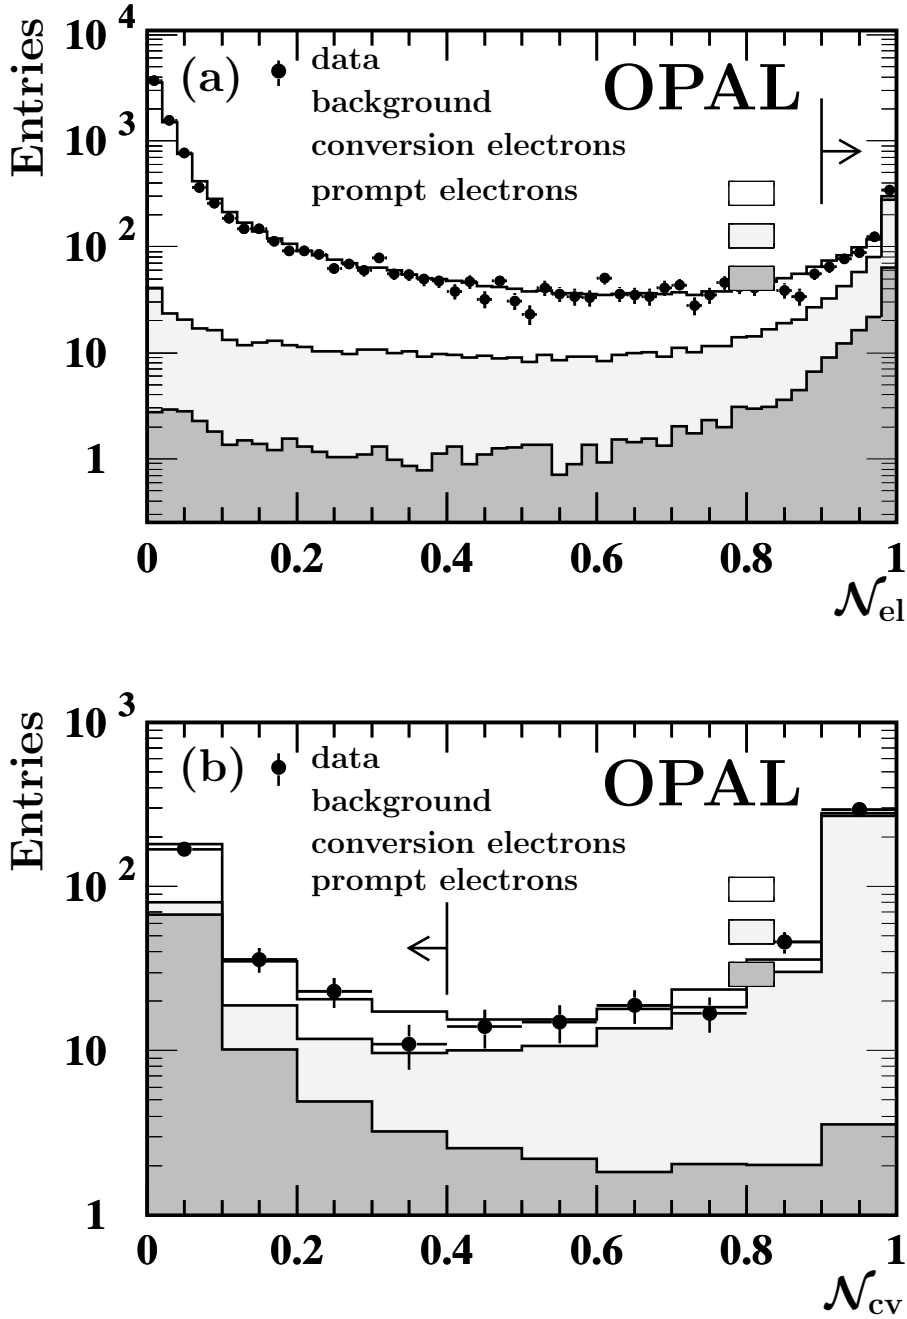 Entries
(a)
data
background
conversion electrons
prompt electrons
OPAL
10^4
10^3
10^2
10
1
0 0.2 0.4 0.6 0.8 1
𝒩_el
Entries
(b)
data
background
conversion electrons
prompt electrons
OPAL
10^3
10^2
10
1
0 0.2 0.4 0.6 0.8 1
𝒩_cv